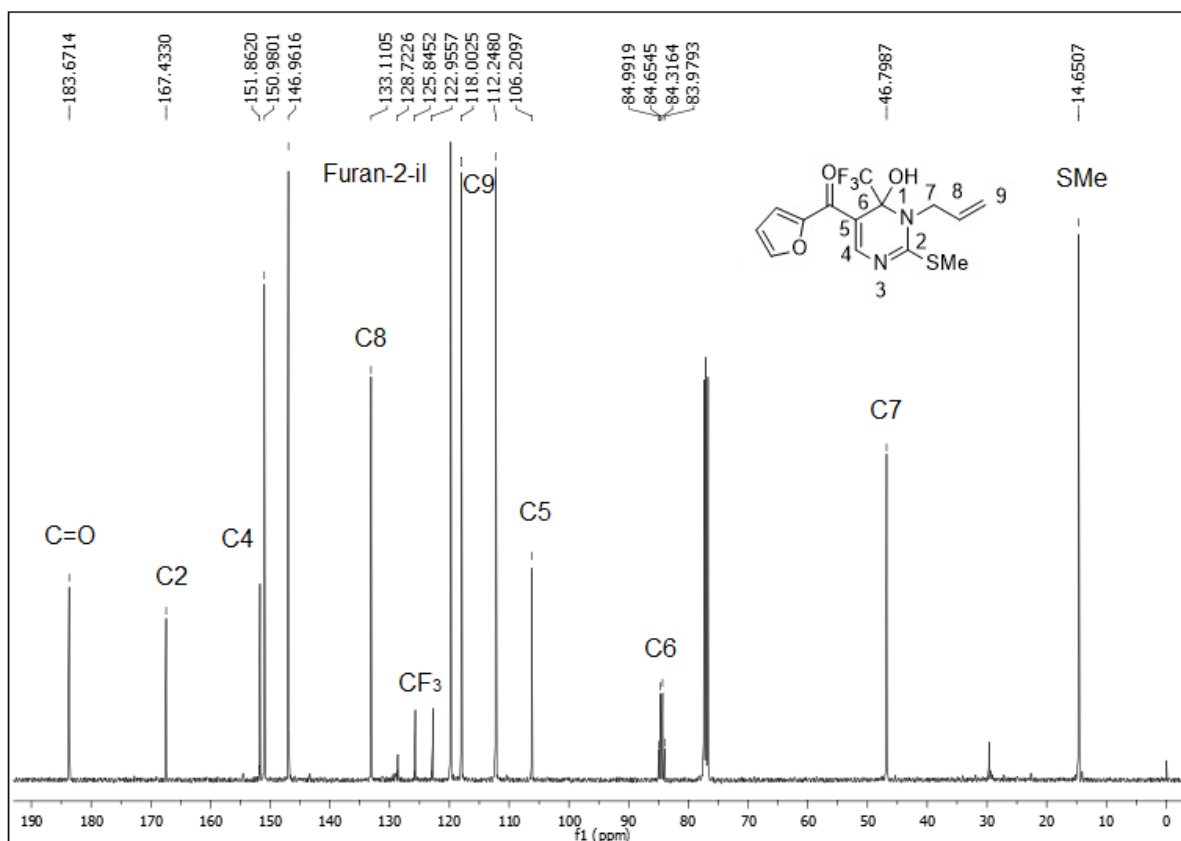 183.6714
167.4330
151.8620
150.9801
146.9616
133.1105
128.7226
125.8452
122.9557
118.0025
112.2480
106.2097
84.9919
84.6545
84.3164
83.9793
46.7987
14.6507
Furan-2-il
C9
SMe
F₃C
OH
O
1
7
8
9
6
N
5
2
4
N
SMe
O
3
C8
C7
C=O
C2
C4
C5
CF₃
C6
190 180 170 160 150 140 130 120 110 100 90 80 70 60 50 40 30 20 10 0
f1 (ppm)